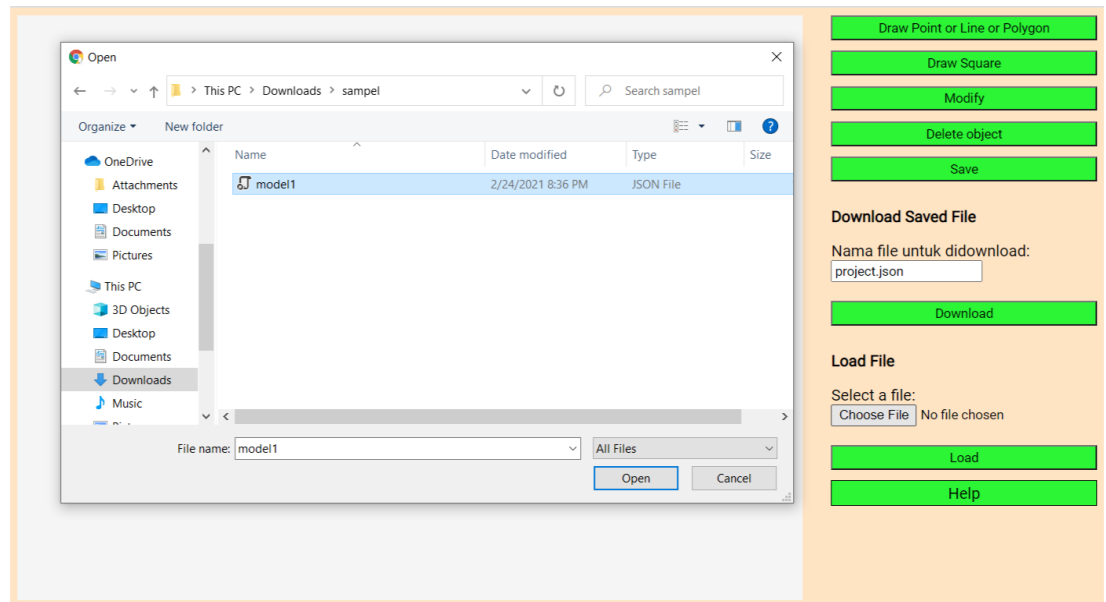 Open
This PC > Downloads > sampel
Search sampel
Organize
New folder
Name
Date modified
Type
Size
OneDrive
Attachments
Desktop
Documents
Pictures
This PC
3D Objects
Desktop
Documents
Downloads
Music
model1
2/24/2021 8:36 PM
JSON File
File name:
model1
All Files
Open
Cancel
Draw Point or Line or Polygon
Draw Square
Modify
Delete object
Save
Download Saved File
Nama file untuk didownload:
project.json
Download
Load File
Select a file:
Choose File
No file chosen
Load
Help